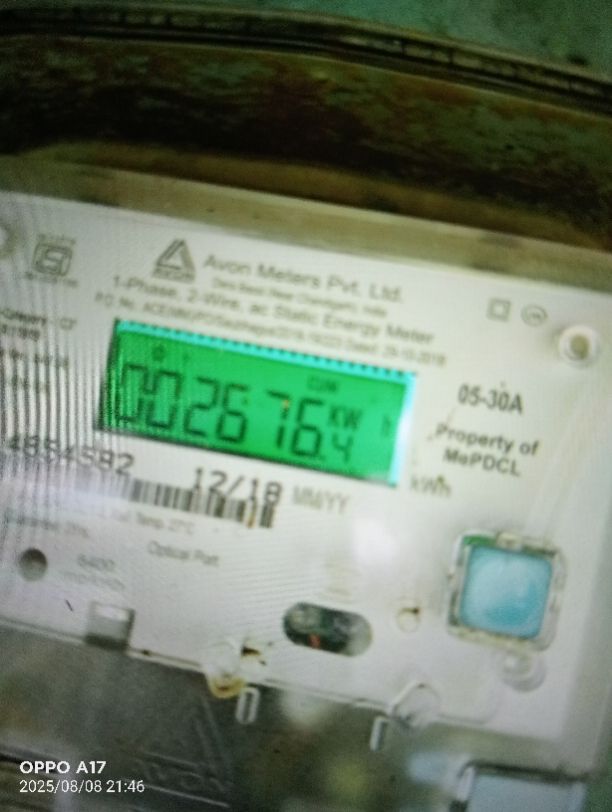 Avon Meters Pvt. Ltd.
1-Phase, 2-Wire, ac Static Energy Meter
CUM
002676.4
KW h
05-30A
Property of
MePDCL
kWh
4854582
12/18 MM/YY
Optical Port
6400
OPPO A17
2025/08/08 21:46